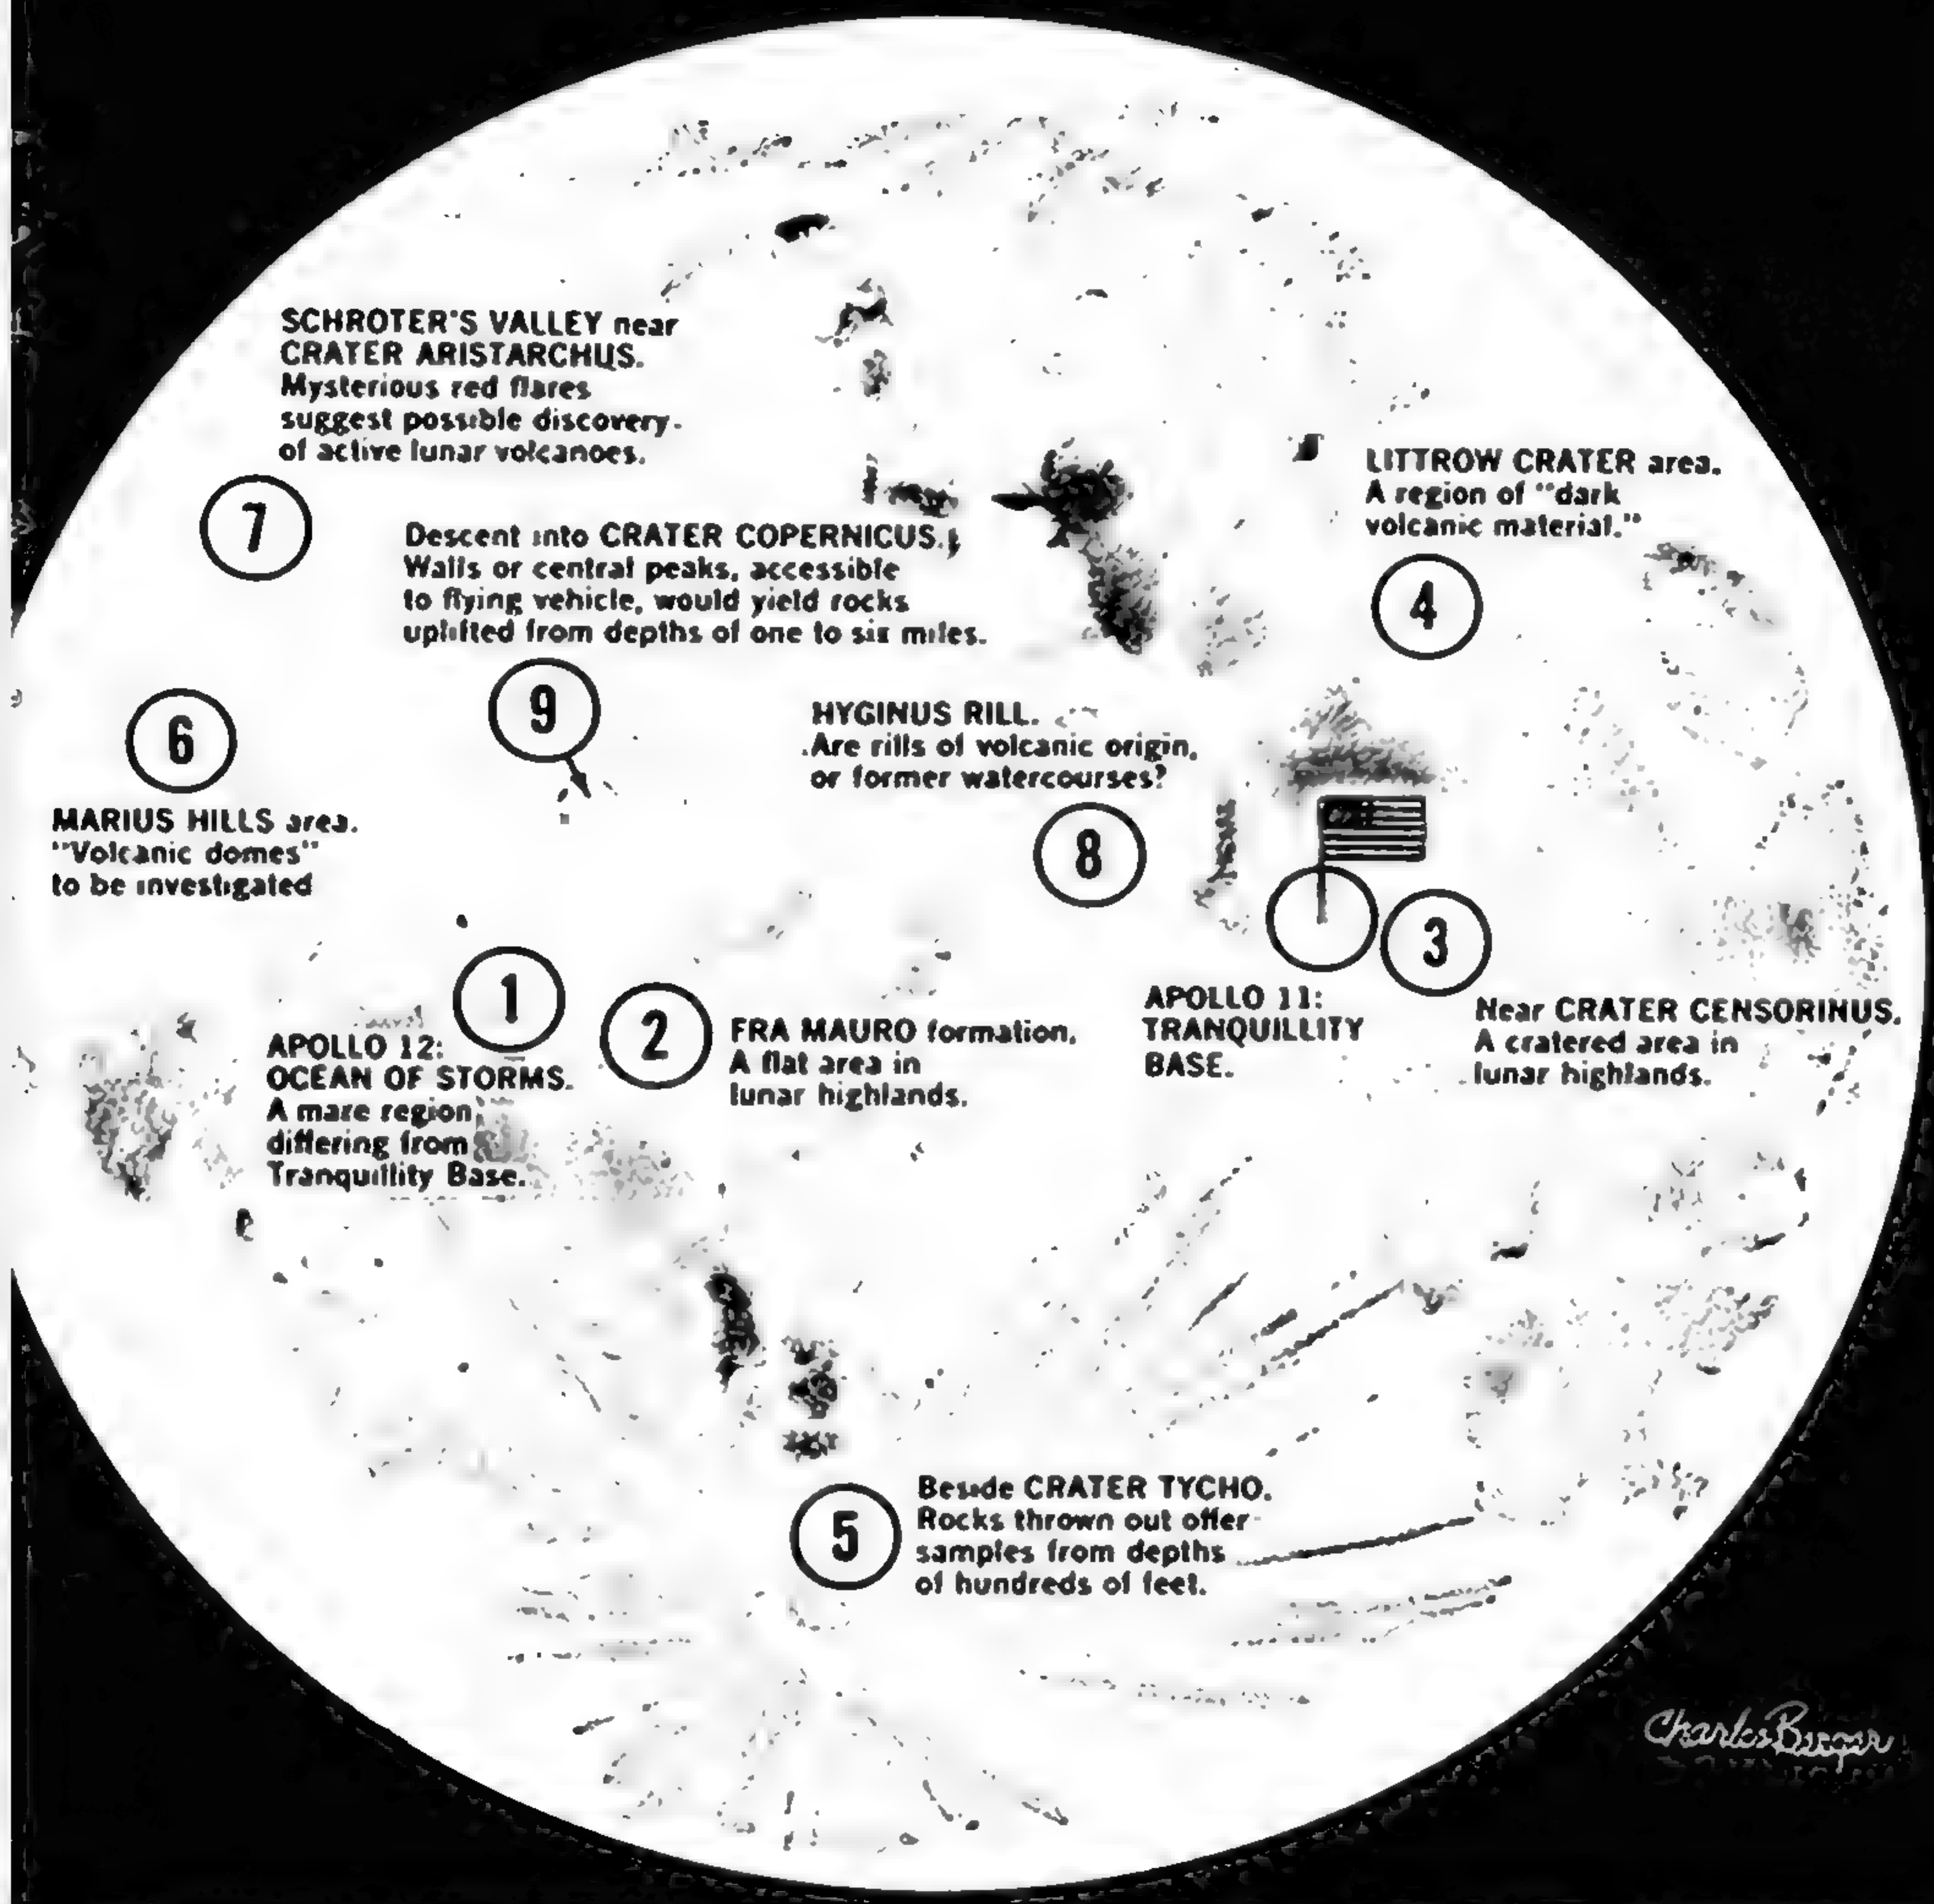 SCHROTER'S VALLEY near
CRATER ARISTARCHUS.
Mysterious red flares
suggest possible discovery
of active lunar volcanoes.
7
LITTROW CRATER area.
A region of "dark
volcanic material."
4
Descent into CRATER COPERNICUS.
Walls or central peaks, accessible
to flying vehicle, would yield rocks
uplifted from depths of one to six miles.
9
6
MARIUS HILLS area.
"Volcanic domes"
to be investigated
HYGINUS RILL.
Are rills of volcanic origin,
or former watercourses?
8
3
1
APOLLO 12:
OCEAN OF STORMS.
A mare region,
differing from
Tranquillity Base.
2
FRA MAURO formation.
A flat area in
lunar highlands.
APOLLO 11:
TRANQUILLITY
BASE.
Near CRATER CENSORINUS.
A cratered area in
lunar highlands.
5
Beside CRATER TYCHO.
Rocks thrown out offer
samples from depths
of hundreds of feet.
Charles